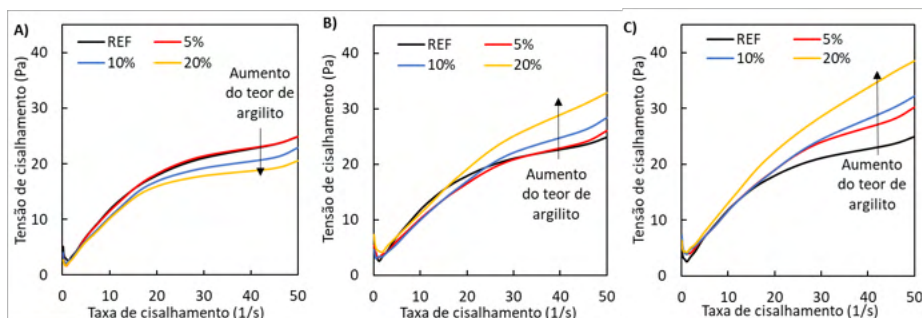 A)
Tensão de cisalhamento (Pa)
40
30
20
10
0
REF 5%
10% 20%
Aumento
do teor de
argilito
0 10 20 30 40 50
Taxa de cisalhamento (1/s)
B)
Tensão de cisalhamento (Pa)
40
30
20
10
0
REF 5%
10% 20%
Aumento
do teor de
argilito
0 10 20 30 40 50
Taxa de cisalhamento (1/s)
C)
Tensão de cisalhamento (Pa)
40
30
20
10
0
REF 5%
10% 20%
Aumento
do teor de
argilito
0 10 20 30 40 50
Taxa de cisalhamento (1/s)